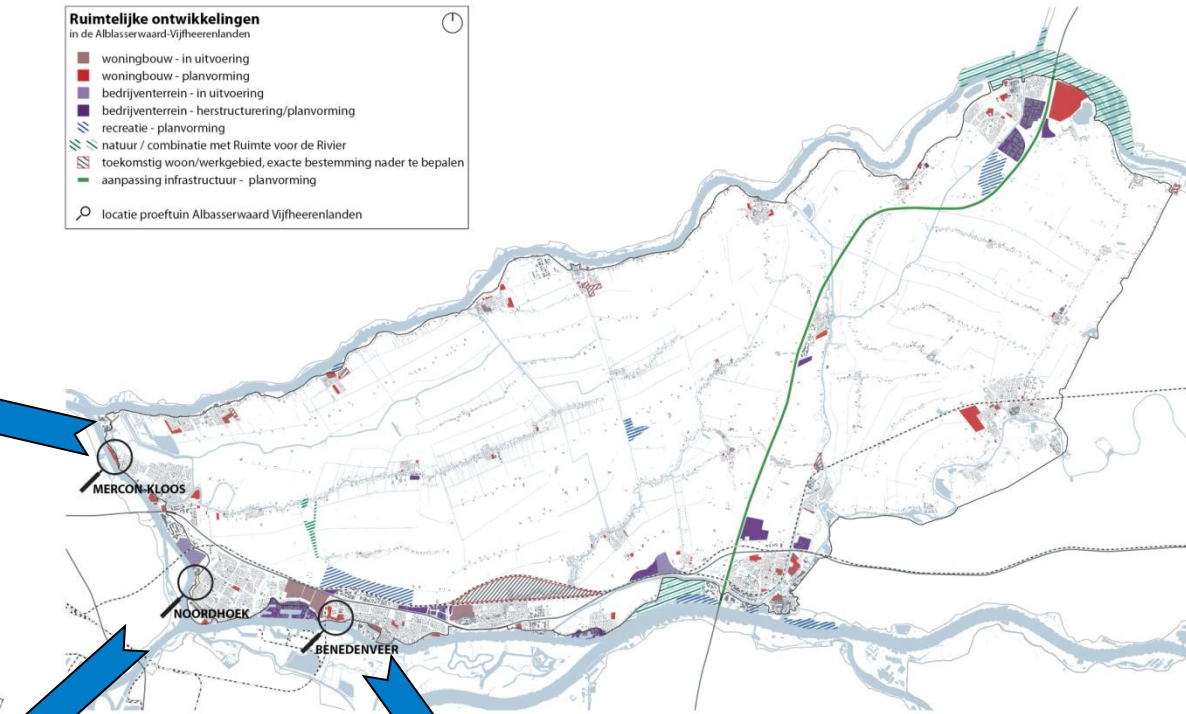 Ruimtelijke ontwikkelingen
in de Alblasserwaard-Vijfheerenlanden
woningbouw - in uitvoering
woningbouw - planvorming
bedrijventerrein - in uitvoering
bedrijventerrein - herstructurering/planvorming
recreatie - planvorming
natuur / combinatie met Ruimte voor de Rivier
toekomstig woon/werkgebied, exacte bestemming nader te bepalen
aanpassing infrastructuur - planvorming
locatie proeftuin Albasserwaard Vijfheerenlanden
MERCON-KLOOS
NOORDHOEK
BENEDENVEER